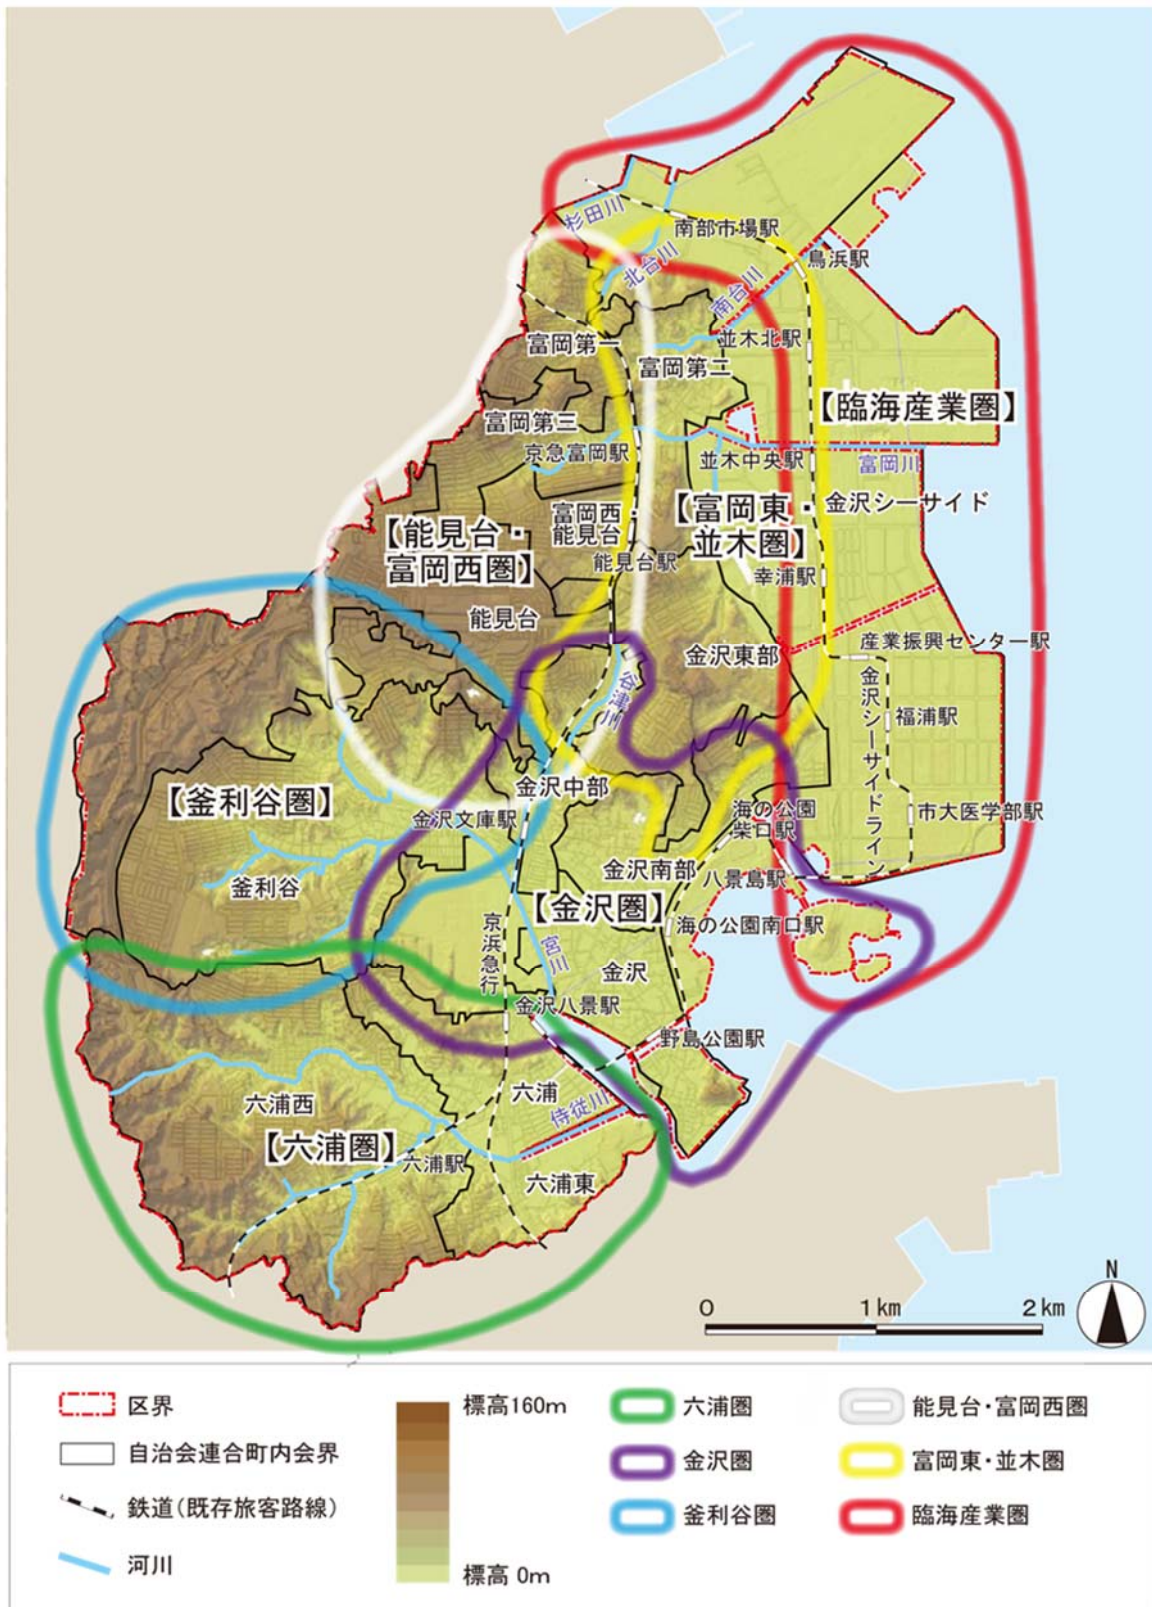 杉田川
南部市場駅
北台川
鳥浜駅
南台川
富岡第一
並木北駅
富岡第二
【臨海産業圏】
富岡第三
京急富岡駅
並木中央駅
富岡川
【能見台・
富岡西圏】
富岡西・
能見台
【富岡東・
並木圏】
金沢シーサイド
能見台駅
幸浦駅
能見台
金沢東部
産業振興センター駅
谷津川
金沢シーサイドライン
福浦駅
【釜利谷圏】
金沢中部
金沢文庫駅
海の公園
柴口駅
市大医学部駅
釜利谷
金沢南部
八景島駅
【金沢圏】
海の公園南口駅
京浜急行
宮川
金沢
金沢八景駅
野島公園駅
六浦西
六浦
侍従川
【六浦圏】
六浦駅
六浦東
N
0 1km 2km
区界
自治会連合町内会界
鉄道(既存旅客路線)
河川
標高160m
標高 0m
六浦圏
金沢圏
釜利谷圏
能見台・富岡西圏
富岡東・並木圏
臨海産業圏